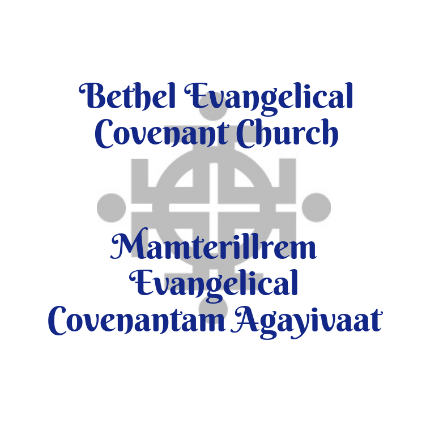 Bethel Evangelical
Covenant Church
Mamterillrem
Evangelical
Covenantam Agayivaat